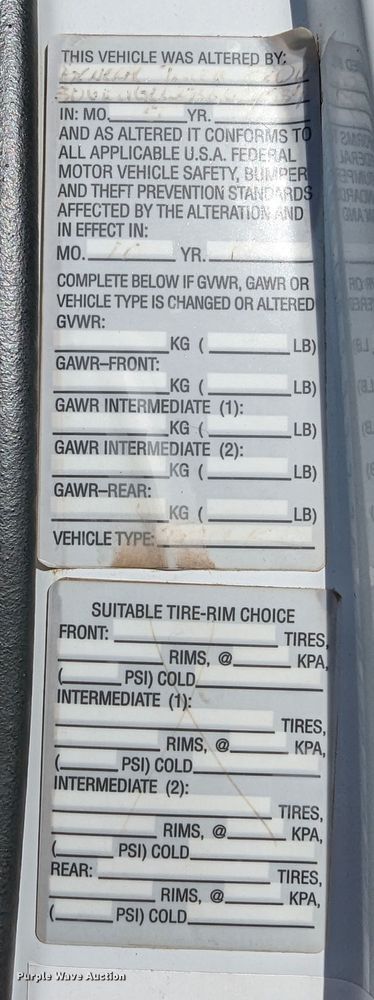 THIS VEHICLE WAS ALTERED BY:
IN: MO. YR.
AND AS ALTERED IT CONFORMS TO
ALL APPLICABLE U.S.A. FEDERAL
MOTOR VEHICLE SAFETY, BUMPER
AND THEFT PREVENTION STANDARDS
AFFECTED BY THE ALTERATION AND
IN EFFECT IN:
MO. YR.
COMPLETE BELOW IF GVWR, GAWR OR
VEHICLE TYPE IS CHANGED OR ALTERED
GVWR:
KG ( LB)
GAWR–FRONT:
KG ( LB)
GAWR INTERMEDIATE (1):
KG ( LB)
GAWR INTERMEDIATE (2):
KG ( LB)
GAWR–REAR:
KG ( LB)
VEHICLE TYPE:
SUITABLE TIRE-RIM CHOICE
FRONT: TIRES,
RIMS, @ KPA,
( PSI) COLD
INTERMEDIATE (1):
TIRES,
RIMS, @ KPA,
( PSI) COLD
INTERMEDIATE (2):
TIRES,
RIMS, @ KPA,
( PSI) COLD
REAR: TIRES,
RIMS, @ KPA,
( PSI) COLD
Purple Wave Auction